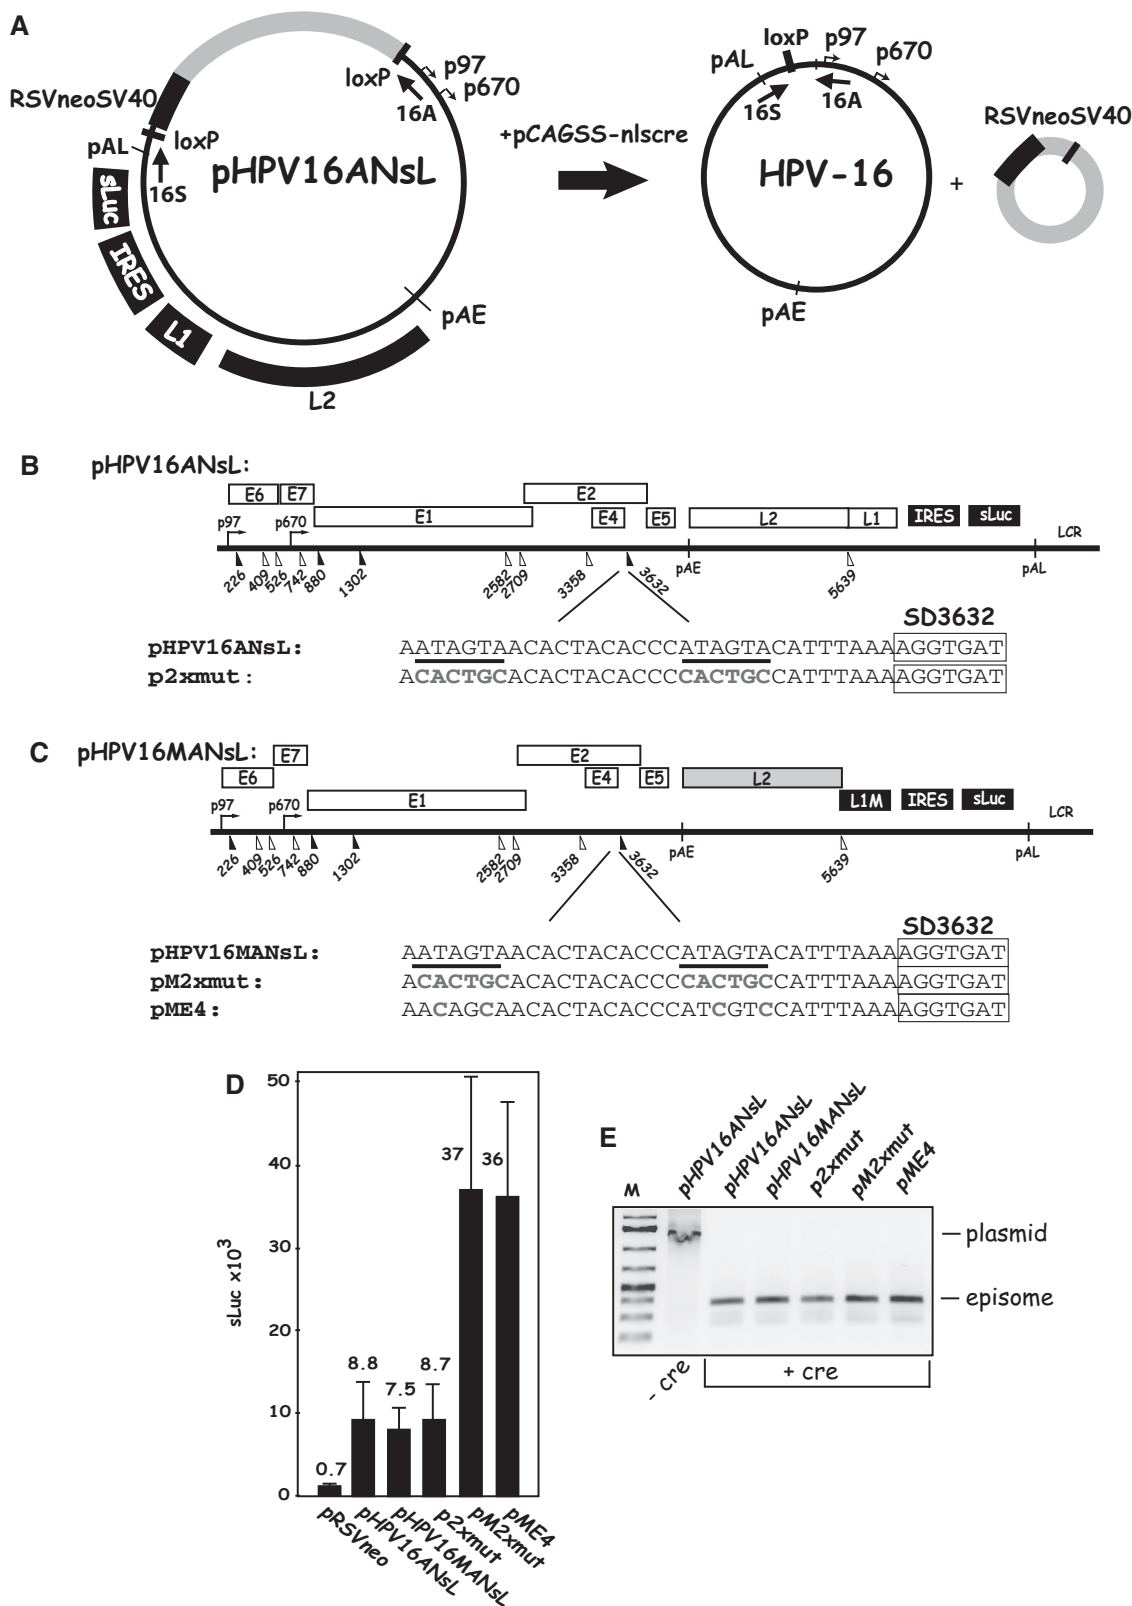 A
RSVneoSV40
loxP
p97
p670
16A
pAL
loxP
16S
pHPV16ANsL
sLuc
IRES
L1
L2
pAE
+pCAGSS-nlscre
loxP
pAL
p97
p670
16S
16A
HPV-16
pAE
+
RSVneoSV40
B
pHPV16ANsL:
E6
E7
E1
E2
E4
E5
L2
L1
IRES
sLuc
LCR
p97
p670
226
409
526
742
880
1302
2582
2709
3358
3632
pAE
5639
pAL
SD3632
pHPV16ANsL: AATAGTAACACTACACCCATAGTACATTTAAAAGGTGAT
p2xmut: ACACTGCACACTACACCCCACTGCCATTTAAAAGGTGAT
C
pHPV16MANsL:
E6
E7
E1
E2
E4
E5
L2
L1M
IRES
sLuc
LCR
p97
p670
226
409
526
742
880
1302
2582
2709
3358
3632
pAE
5639
pAL
SD3632
pHPV16MANsL: AATAGTAACACTACACCCATAGTACATTTAAAAGGTGAT
pM2xmut: ACACTGCACACTACACCCCACTGCCATTTAAAAGGTGAT
pME4: AACAGCAACACTACACCCATCGTCCATTTAAAAGGTGAT
D
sLuc x10³
50
40
30
20
10
0
0.7
8.8
7.5
8.7
37
36
pRSVneo
pHPV16ANsL
pHPV16MANsL
p2xmut
pM2xmut
pME4
E
M
pHPV16ANsL
pHPV16ANsL
pHPV16MANsL
p2xmut
pM2xmut
pME4
plasmid
episome
- cre
+ cre